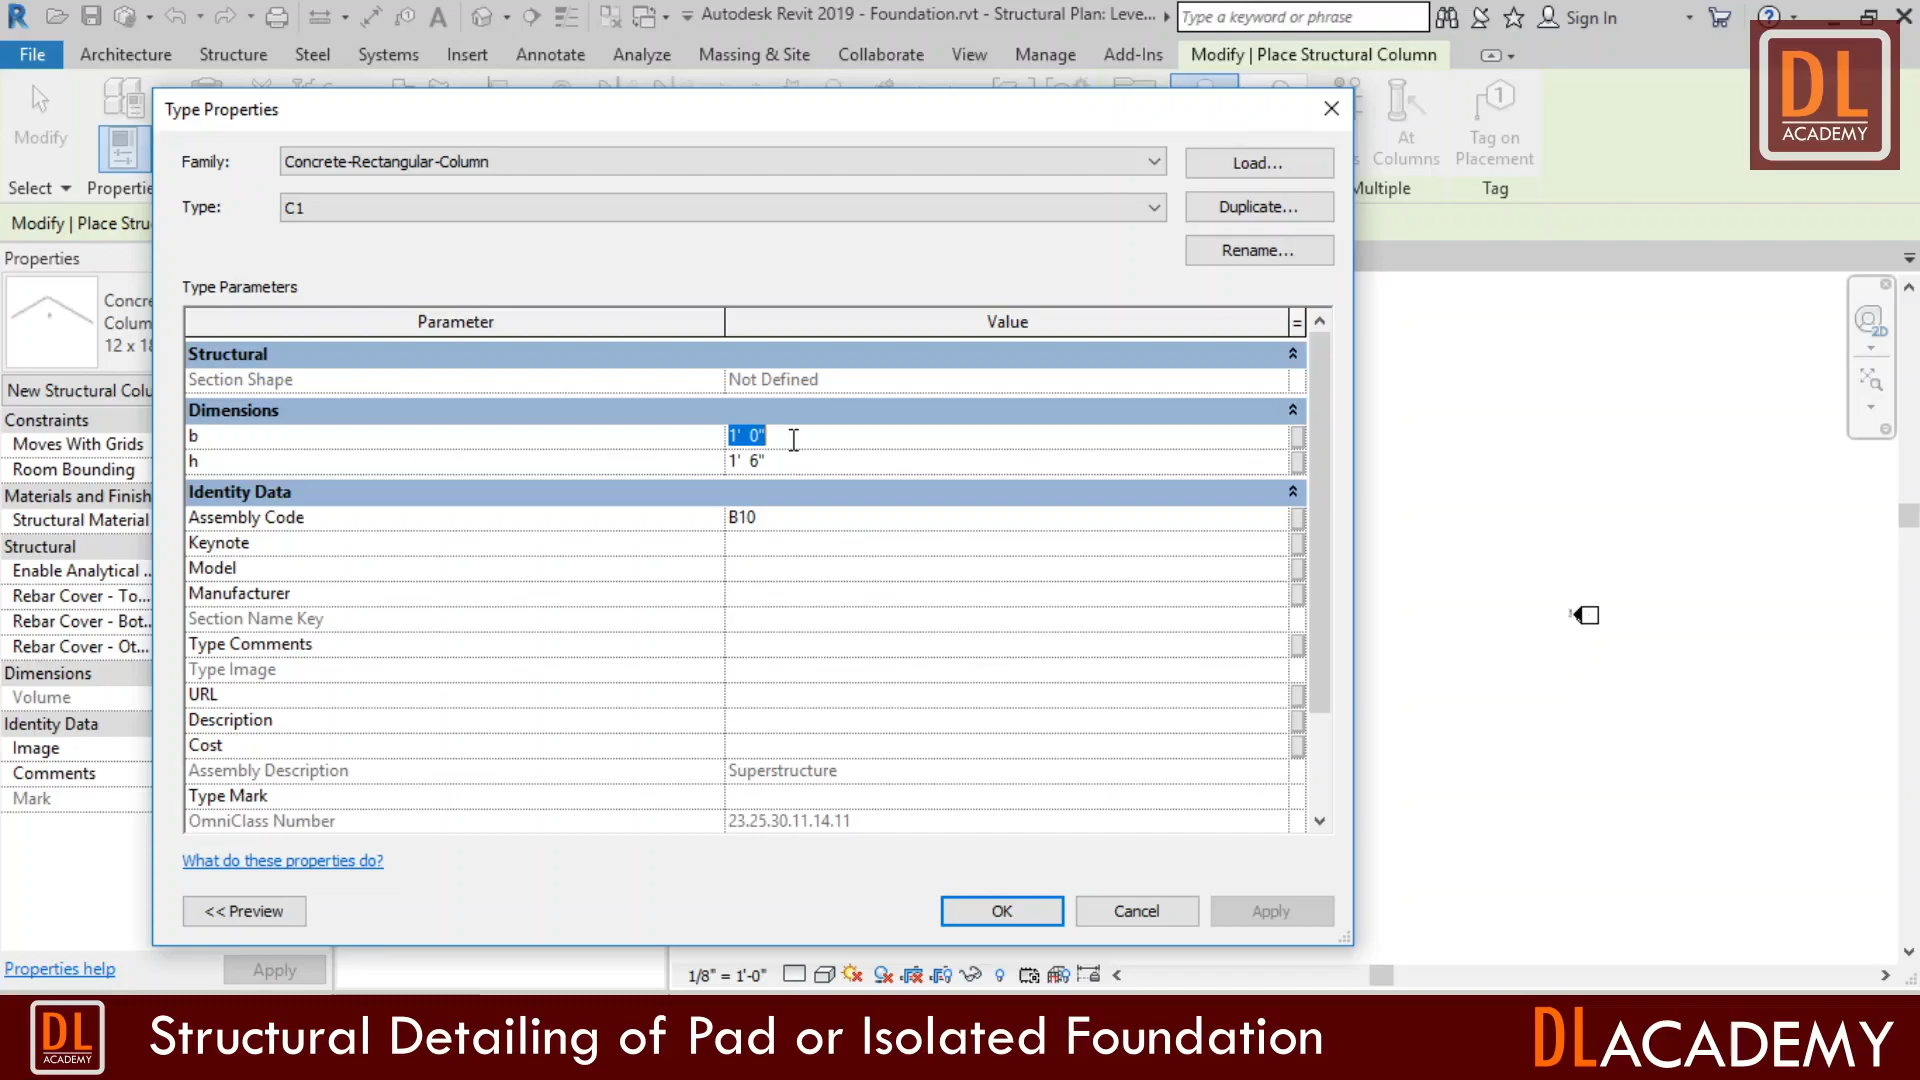 Autodesk Revit 2019 - Foundation.rvt - Structural Plan: Leve...
Type a keyword or phrase
Sign In
File Architecture Structure Steel Systems Insert Annotate Analyze Massing & Site Collaborate View Manage Add-Ins Modify | Place Structural Column
DL
ACADEMY
Modify
At
Columns
Tag on
Placement
Select
Multiple
Tag
Modify | Place Stru
Properties
Concre
Colum
12 x 18
New Structural Colu
Constraints
Moves With Grids
Room Bounding
Materials and Finish
Structural Material
Structural
Enable Analytical ...
Rebar Cover - To...
Rebar Cover - Bot...
Rebar Cover - Ot...
Dimensions
Volume
Identity Data
Image
Comments
Mark
Properties help
Apply
Type Properties
Family: Concrete-Rectangular-Column Load...
Type: C1 Duplicate...
Rename...
Type Parameters
Parameter Value =
Structural
Section Shape Not Defined
Dimensions
b 1' 0"
h 1' 6"
Identity Data
Assembly Code B10
Keynote
Model
Manufacturer
Section Name Key
Type Comments
Type Image
URL
Description
Cost
Assembly Description Superstructure
Type Mark
OmniClass Number 23.25.30.11.14.11
What do these properties do?
<< Preview OK Cancel Apply
2D
1/8" = 1'-0"
DL
ACADEMY
Structural Detailing of Pad or Isolated Foundation
DLACADEMY